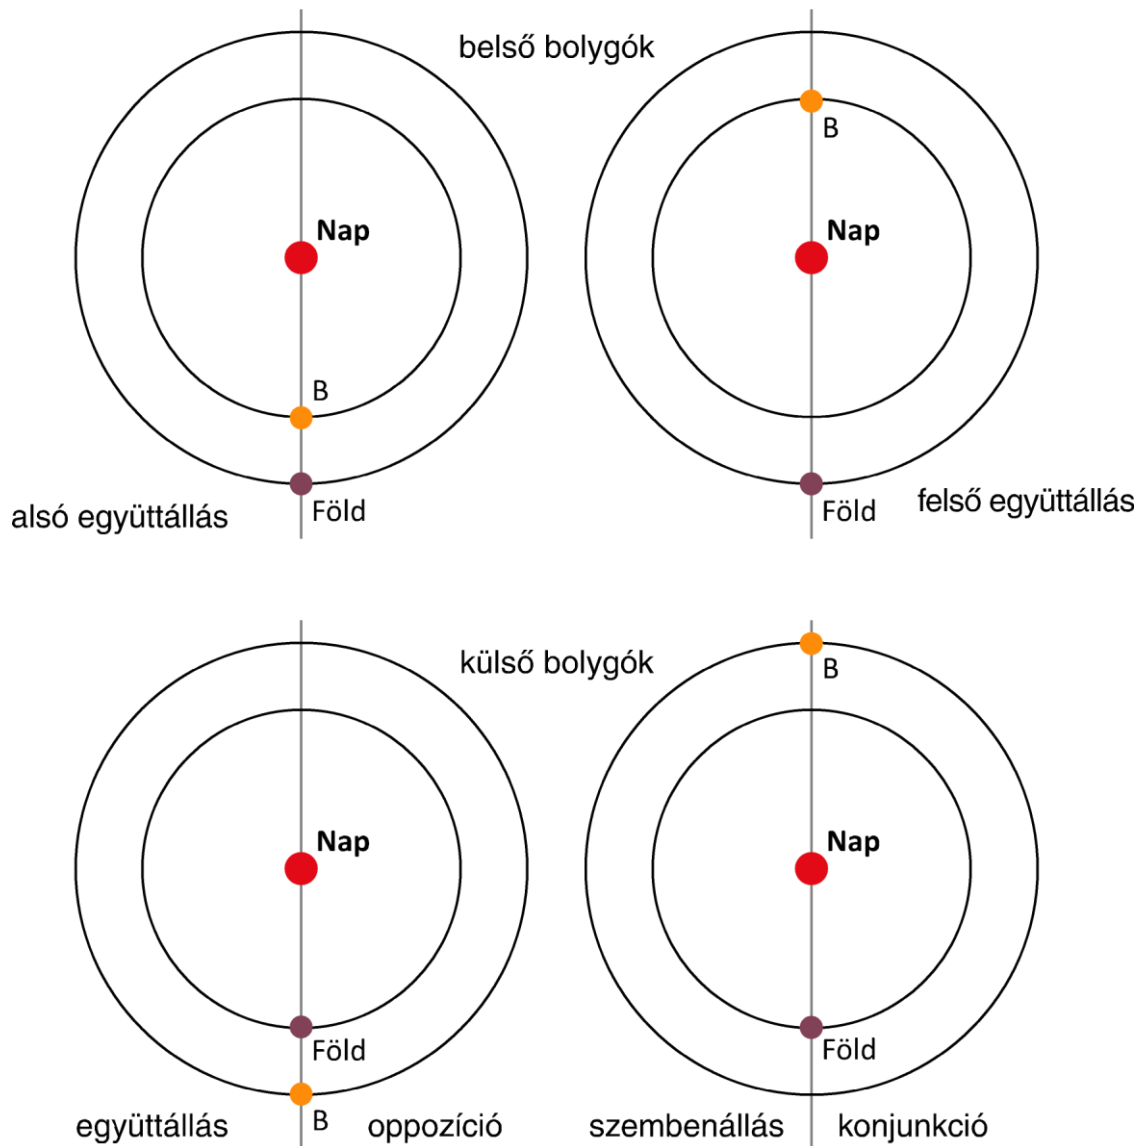 belső bolygók
B
Nap
Nap
B
Föld
Föld
alsó együttállás
felső együttállás
külső bolygók
B
Nap
Nap
Föld
Föld
együttállás
B
oppozíció
szembenállás
konjunkció